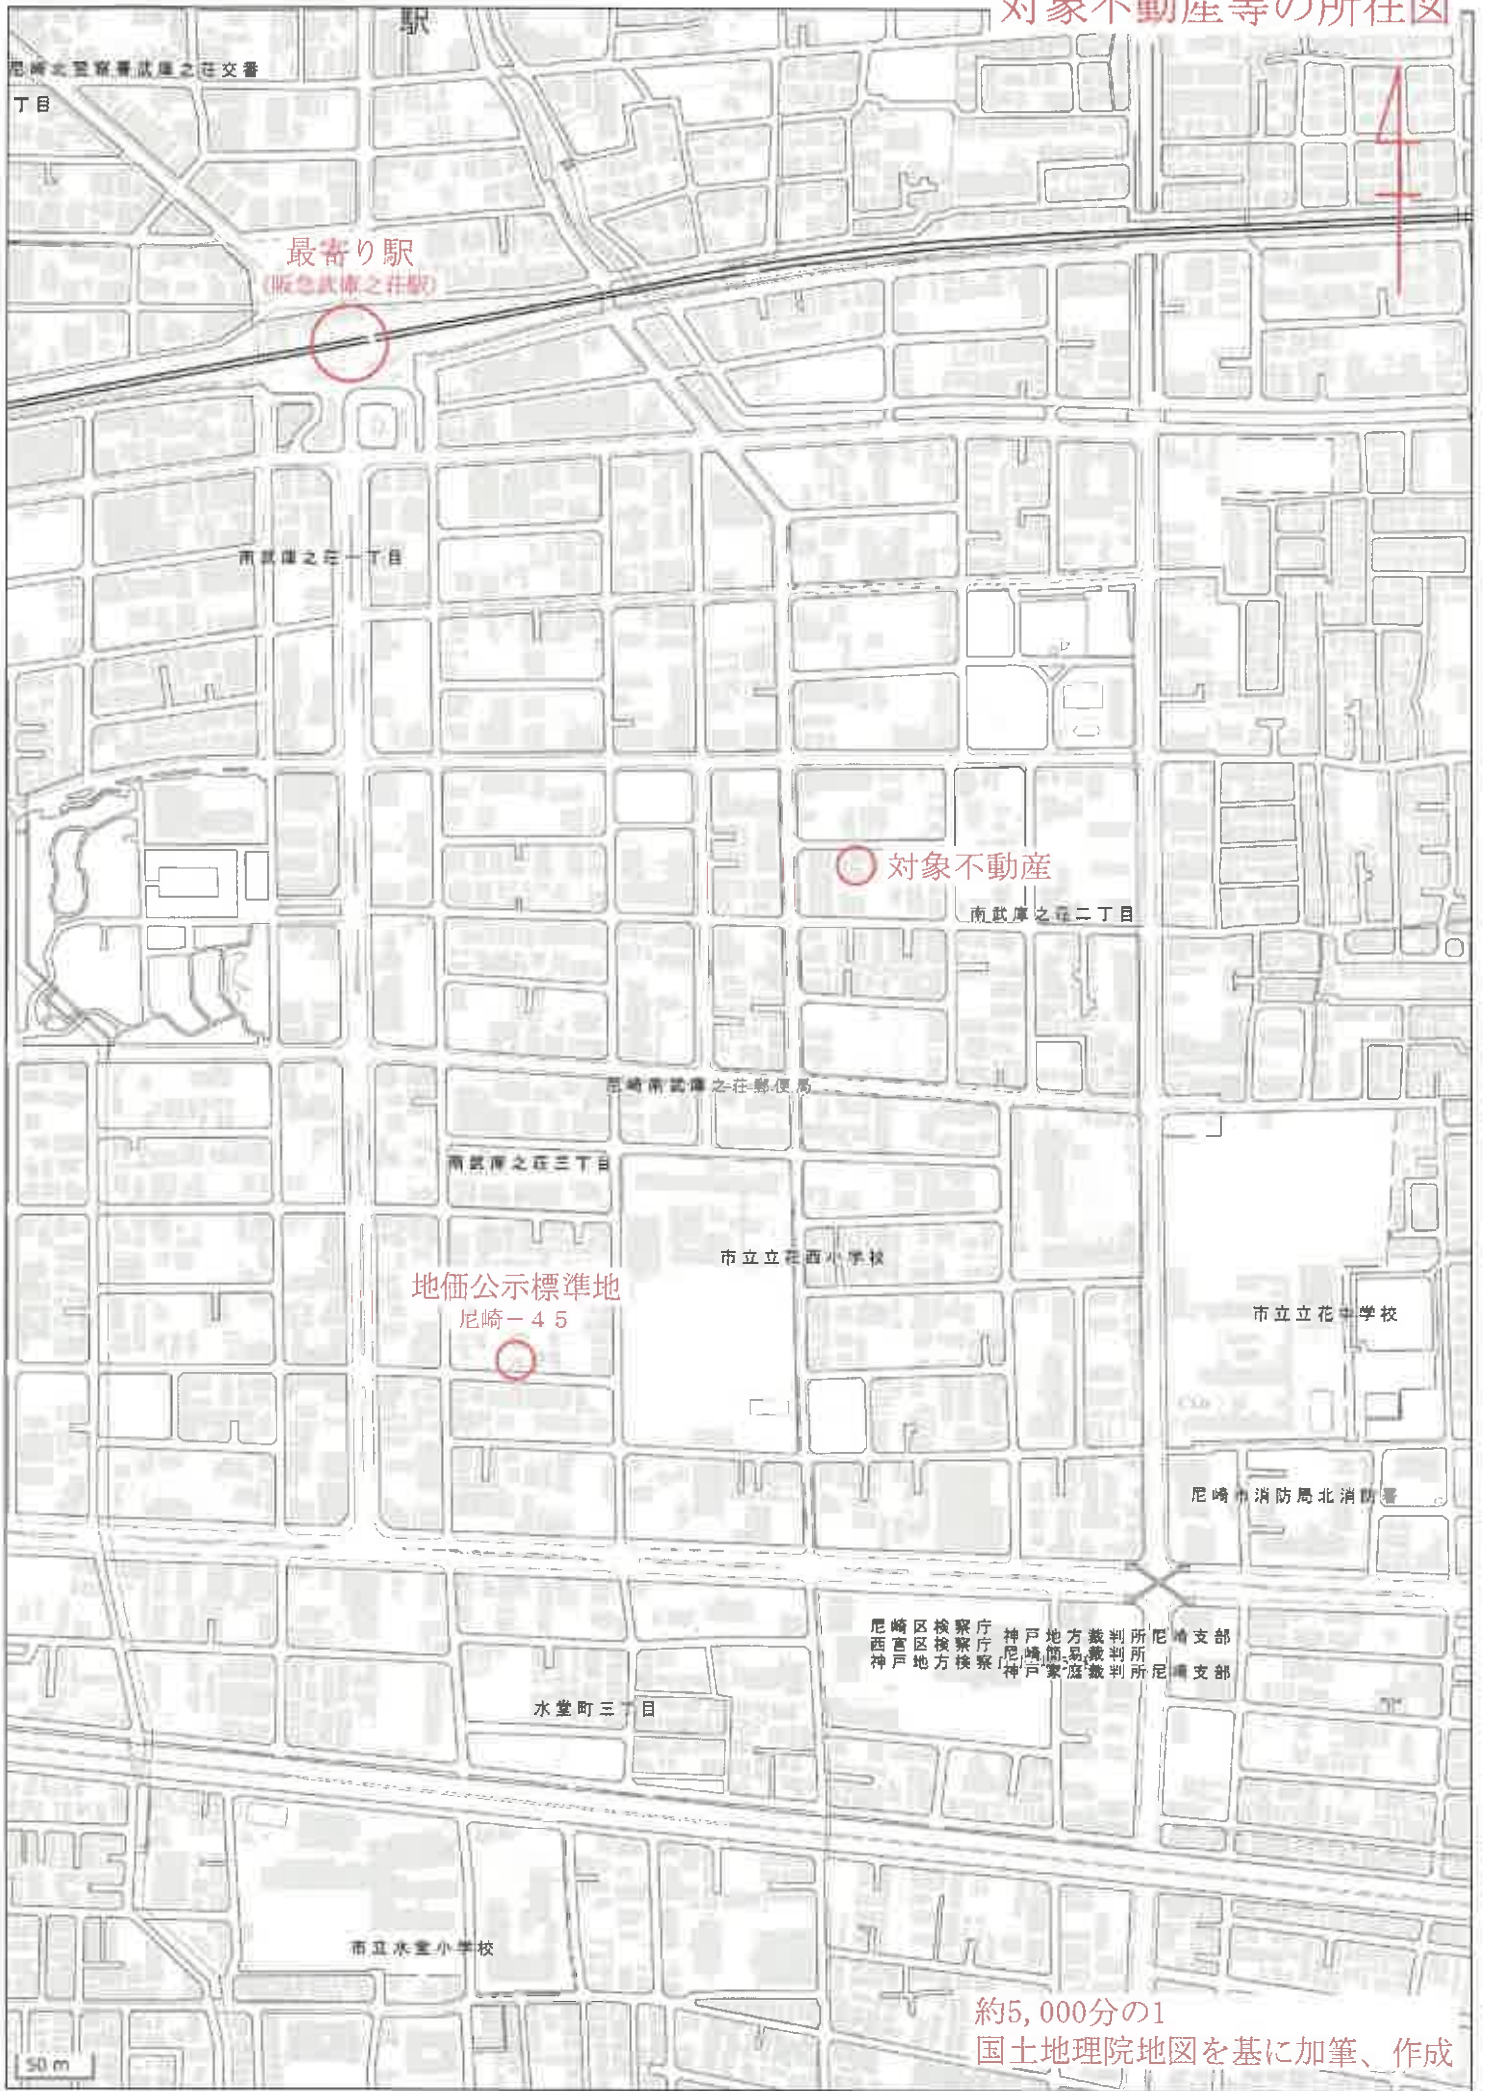 駅
対象不動産等の所在図
尼崎北警察署武庫之荘交番
丁目
最寄り駅
(阪急武庫之荘駅)
南武庫之荘一丁目
対象不動産
南武庫之荘二丁目
尼崎南武庫之荘郵便局
南武庫之荘三丁目
市立立花西小学校
地価公示標準地
尼崎－45
市立立花中学校
尼崎市消防局北消防署
尼崎区検察庁
西宮区検察庁
神戸地方検察
神戸地方裁判所尼崎支部
尼崎簡易裁判所
神戸家庭裁判所尼崎支部
水堂町三丁目
市立水堂小学校
約5,000分の1
国土地理院地図を基に加筆、作成
50 m